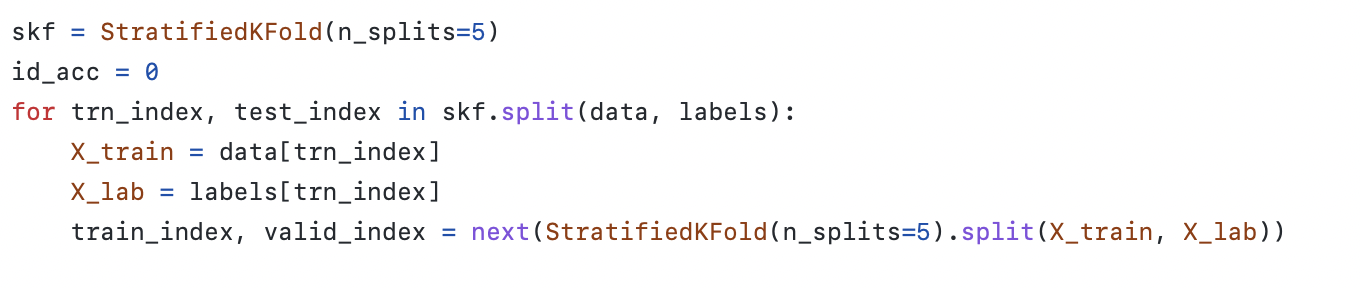 skf = StratifiedKFold(n_splits=5)
id_acc = 0
for trn_index, test_index in skf.split(data, labels):
    X_train = data[trn_index]
    X_lab = labels[trn_index]
    train_index, valid_index = next(StratifiedKFold(n_splits=5).split(X_train, X_lab))